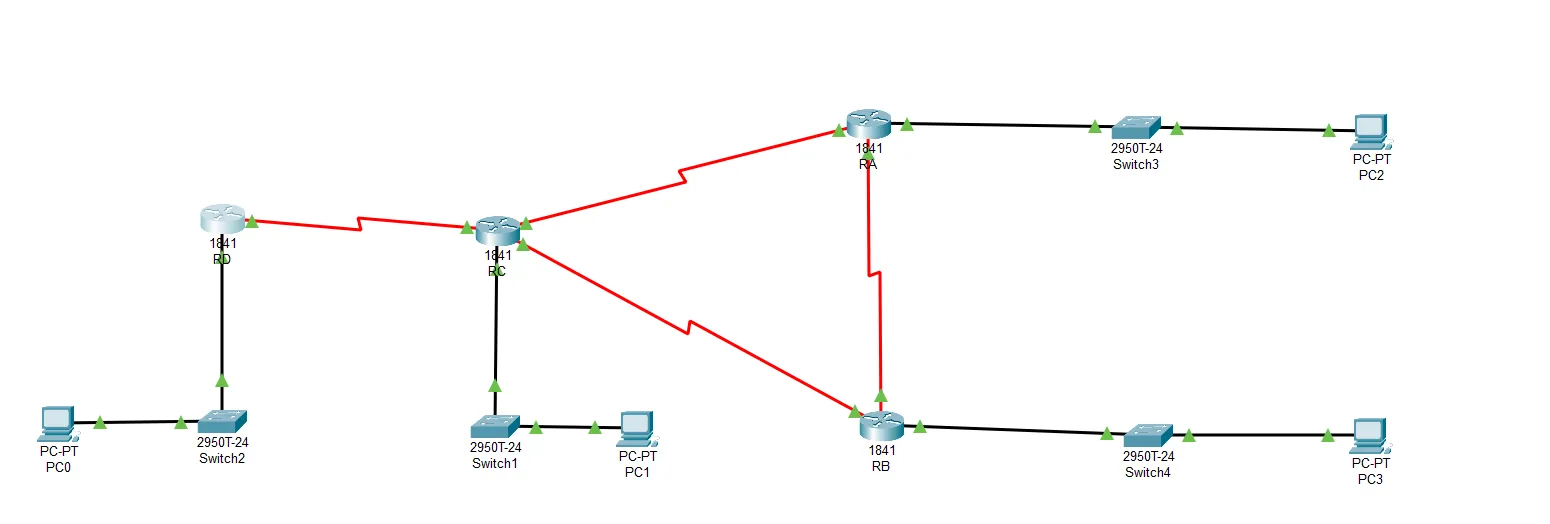 1841
RA
2950T-24
Switch3
PC-PT
PC2
1841
RD
1841
RC
2950T-24
Switch2
PC-PT
PC0
2950T-24
Switch1
PC-PT
PC1
1841
RB
2950T-24
Switch4
PC-PT
PC3